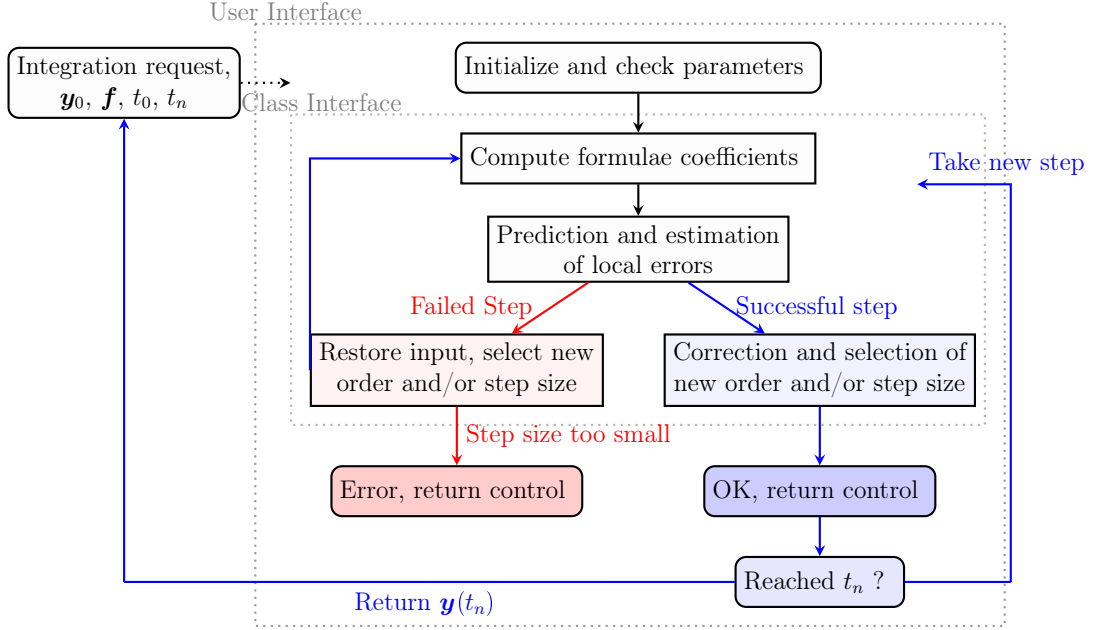 User Interface
Integration request,
y₀, f, t₀, tₙ
Initialize and check parameters
Class Interface
Compute formulae coefficients
Take new step
Prediction and estimation
of local errors
Failed Step
Successful step
Restore input, select new
order and/or step size
Correction and selection of
new order and/or step size
Step size too small
Error, return control
OK, return control
Reached tₙ ?
Return y(tₙ)